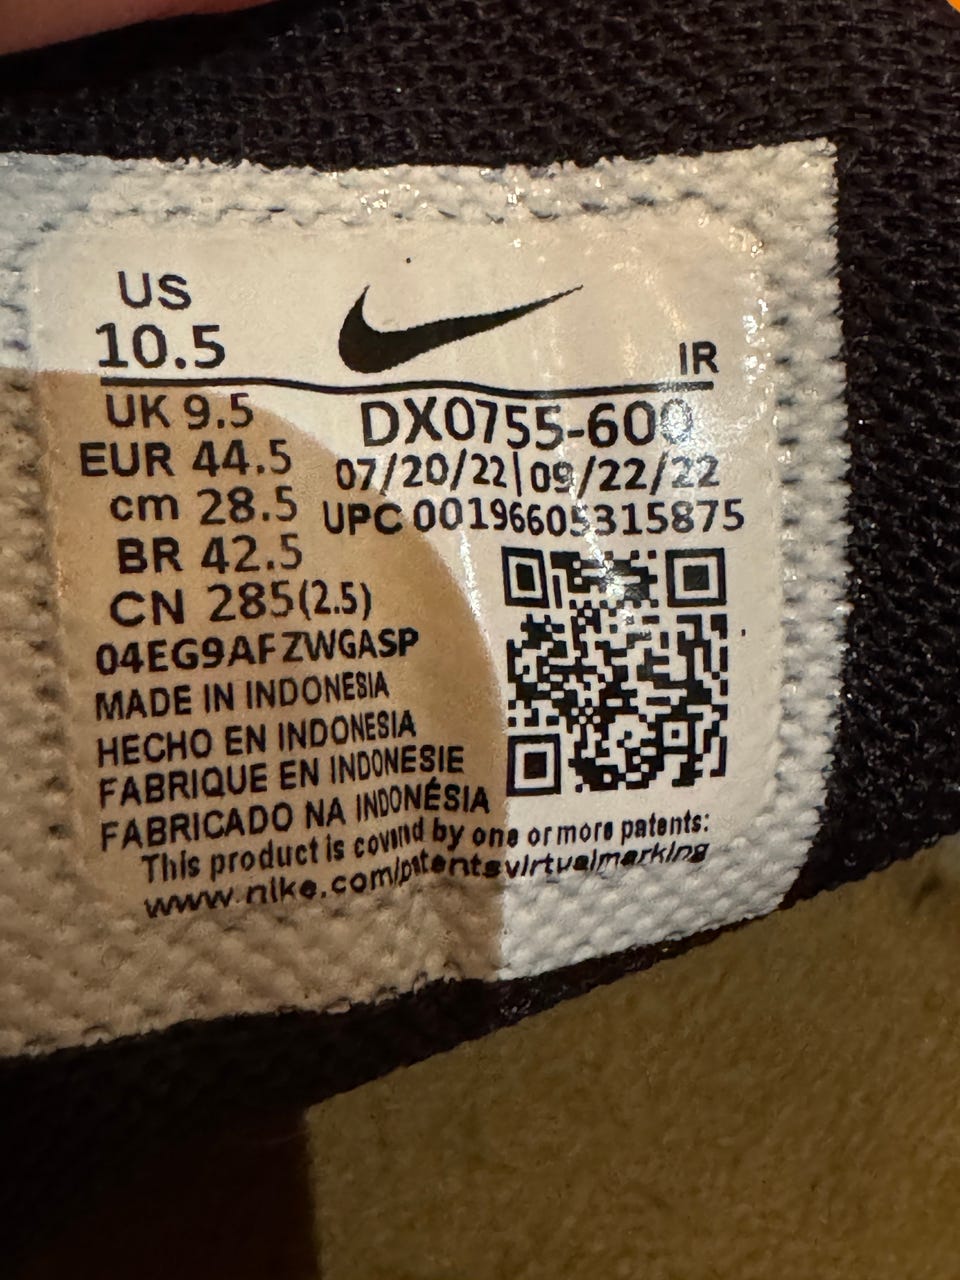 US
10.5
IR
UK 9.5
EUR 44.5
cm 28.5
BR 42.5
CN 285(2.5)
DX0755-600
07/20/22|09/22/22
UPC 00196605315875
04EG9AFZWGASP
MADE IN INDONESIA
HECHO EN INDONESIA
FABRIQUE EN INDONESIE
FABRICADO NA INDONÉSIA
This product is covered by one or more patents:
www.nike.com/patentsvirtualmarking